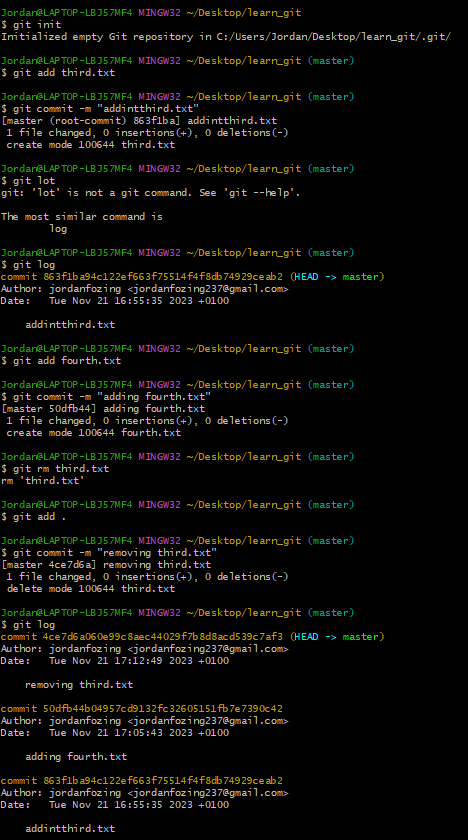 Jordan@LAPTOP-LBJ57MF4 MINGW32 ~/Desktop/learn_git
$ git init
Initialized empty Git repository in C:/Users/Jordan/Desktop/learn_git/.git/
Jordan@LAPTOP-LBJ57MF4 MINGW32 ~/Desktop/learn_git (master)
$ git add third.txt
Jordan@LAPTOP-LBJ57MF4 MINGW32 ~/Desktop/learn_git (master)
$ git commit -m "addintthird.txt"
[master (root-commit) 863f1ba] addintthird.txt
1 file changed, 0 insertions(+), 0 deletions(-)
create mode 100644 third.txt
Jordan@LAPTOP-LBJ57MF4 MINGW32 ~/Desktop/learn_git (master)
$ git lot
git: 'lot' is not a git command. See 'git --help'.
The most similar command is
log
Jordan@LAPTOP-LBJ57MF4 MINGW32 ~/Desktop/learn_git (master)
$ git log
commit 863f1ba94c122ef663f75514f4f8db74929ceab2 (HEAD -> master)
Author: jordanfozing <jordanfozing237@gmail.com>
Date:   Tue Nov 21 16:55:35 2023 +0100
addintthird.txt
Jordan@LAPTOP-LBJ57MF4 MINGW32 ~/Desktop/learn_git (master)
$ git add fourth.txt
Jordan@LAPTOP-LBJ57MF4 MINGW32 ~/Desktop/learn_git (master)
$ git commit -m "adding fourth.txt"
[master 50dfb44] adding fourth.txt
1 file changed, 0 insertions(+), 0 deletions(-)
create mode 100644 fourth.txt
Jordan@LAPTOP-LBJ57MF4 MINGW32 ~/Desktop/learn_git (master)
$ git rm third.txt
rm 'third.txt'
Jordan@LAPTOP-LBJ57MF4 MINGW32 ~/Desktop/learn_git (master)
$ git add .
Jordan@LAPTOP-LBJ57MF4 MINGW32 ~/Desktop/learn_git (master)
$ git commit -m "removing third.txt"
[master 4ce7d6a] removing third.txt
1 file changed, 0 insertions(+), 0 deletions(-)
delete mode 100644 third.txt
Jordan@LAPTOP-LBJ57MF4 MINGW32 ~/Desktop/learn_git (master)
$ git log
commit 4ce7d6a060e99c8aec44029f7b8d8acd539c7af3 (HEAD -> master)
Author: jordanfozing <jordanfozing237@gmail.com>
Date:   Tue Nov 21 17:12:49 2023 +0100
removing third.txt
commit 50dfb44b04957cd9132fc32605151fb7e7390c42
Author: jordanfozing <jordanfozing237@gmail.com>
Date:   Tue Nov 21 17:05:43 2023 +0100
adding fourth.txt
commit 863f1ba94c122ef663f75514f4f8db74929ceab2
Author: jordanfozing <jordanfozing237@gmail.com>
Date:   Tue Nov 21 16:55:35 2023 +0100
addintthird.txt